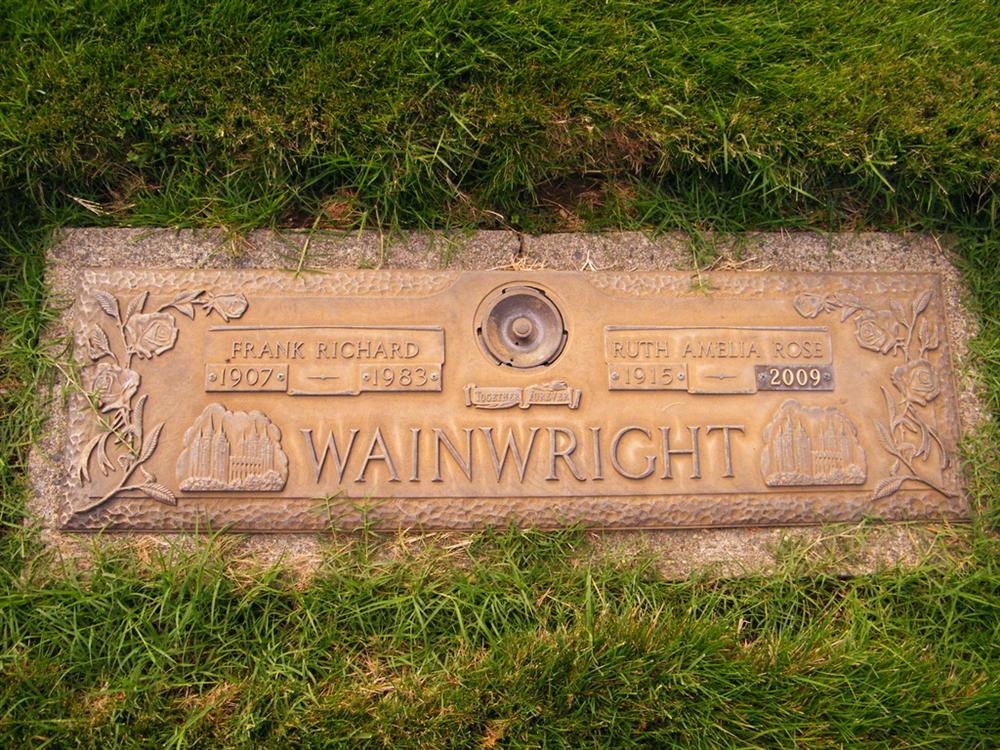 FRANK RICHARD
1907 — 1983
RUTH AMELIA ROSE
1915 — 2009
TOGETHER FOREVER
WAINWRIGHT